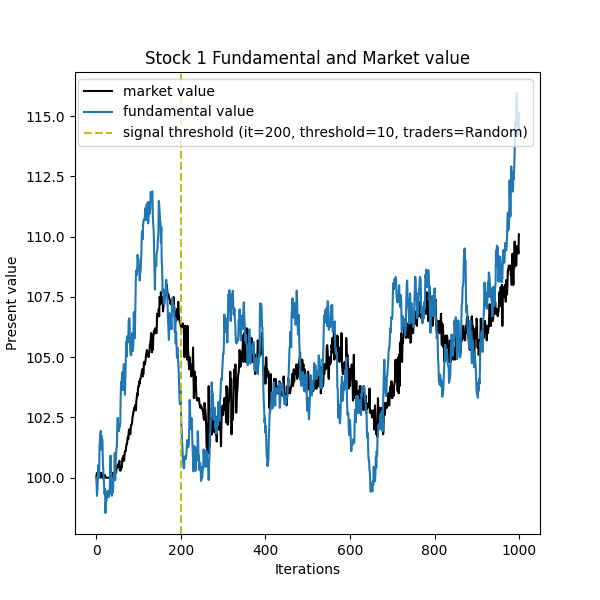 Stock 1 Fundamental and Market value
market value
fundamental value
signal threshold (it=200, threshold=10, traders=Random)
115.0
112.5
110.0
107.5
105.0
102.5
100.0
Present value
0 200 400 600 800 1000
Iterations